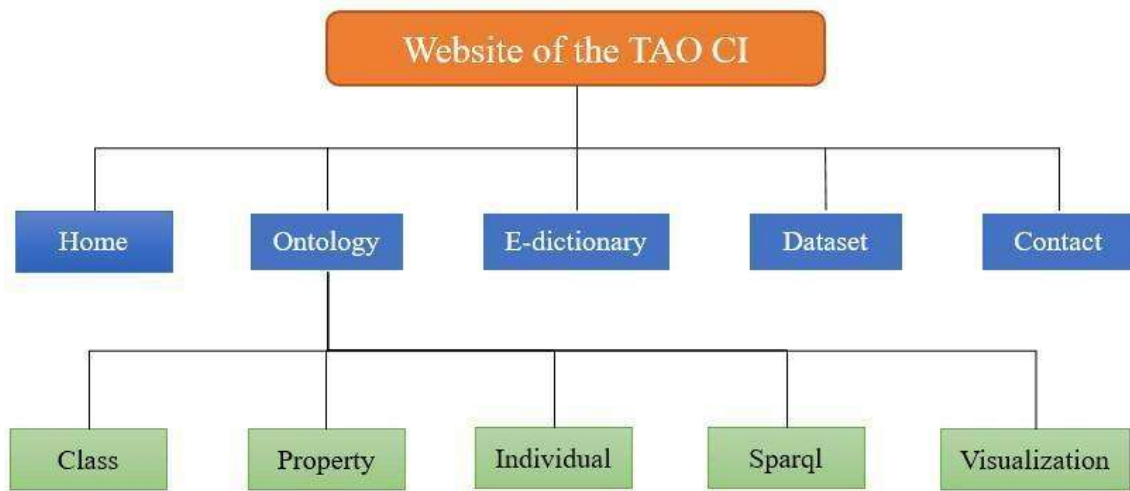 Website of the TAO CI
Home
Ontology
E-dictionary
Dataset
Contact
Class
Property
Individual
Sparql
Visualization